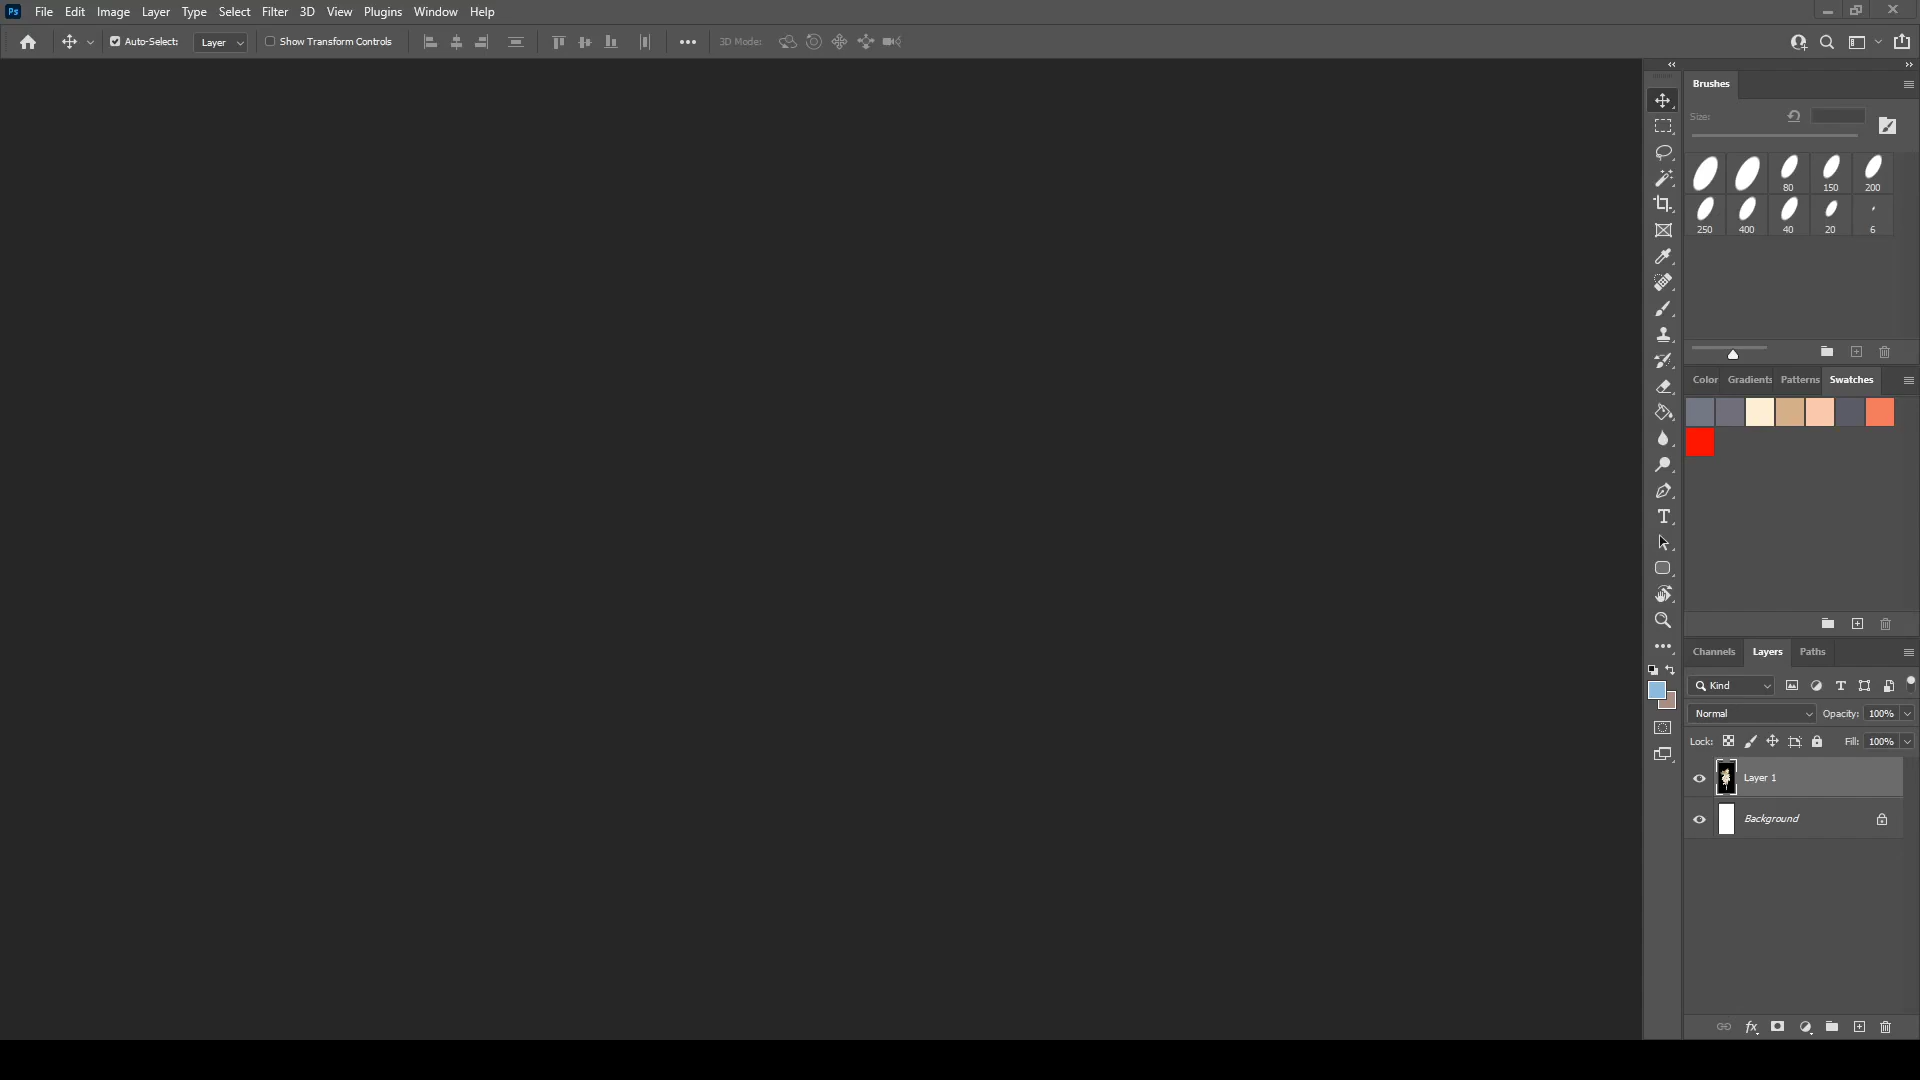 Ps File Edit Image Layer Type Select Filter 3D View Plugins Window Help
Auto-Select: Layer Show Transform Controls 3D Mode:
Brushes
Size:
80 150 200
250 400 40 20 6
Color Gradients Patterns Swatches
T
Channels Layers Paths
Kind T
Normal Opacity: 100%
Lock: Fill: 100%
Layer 1
Background
fx